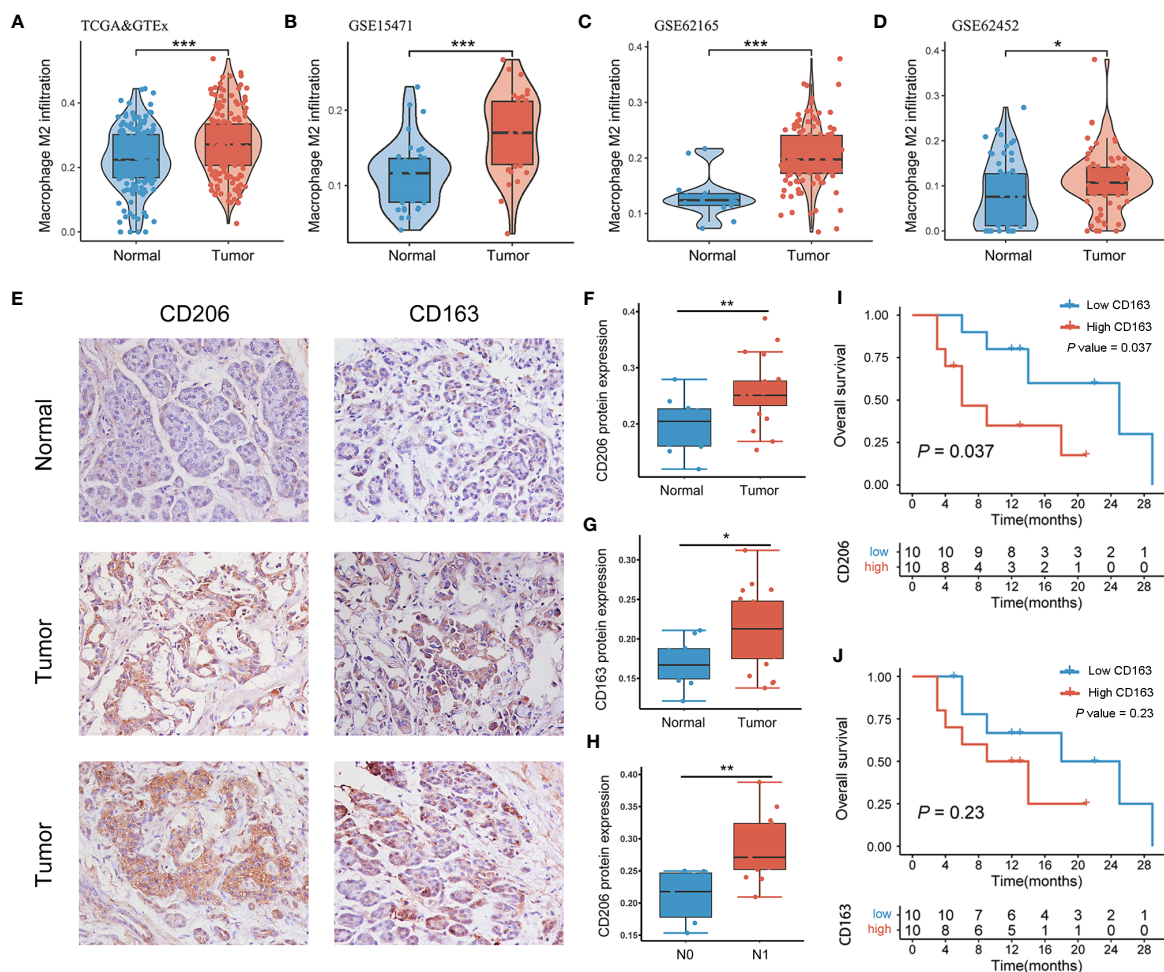 A
TCGA&GTEx
***
Macrophage M2 infiltration
0.4
0.2
0.0
Normal Tumor
B
GSE15471
***
Macrophage M2 infiltration
0.2
0.1
Normal Tumor
C
GSE62165
***
Macrophage M2 infiltration
0.4
0.3
0.2
0.1
Normal Tumor
D
GSE62452
*
Macrophage M2 infiltration
0.4
0.3
0.2
0.1
0.0
Normal Tumor
E
CD206 CD163
Normal
Tumor
Tumor
F
**
CD206 protein expression
0.4
0.3
0.2
Normal Tumor
G
*
CD163 protein expression
0.30
0.25
0.20
0.15
Normal Tumor
H
**
CD206 protein expression
0.40
0.35
0.30
0.25
0.20
0.15
N0 N1
I
Low CD163
High CD163
P value = 0.037
Overall survival
1.00
0.75
0.50
0.25
0.00
P = 0.037
0 4 8 12 16 20 24 28
Time(months)
CD206
low 10 10 9 8 3 3 2 1
high 10 8 4 3 2 1 0 0
0 4 8 12 16 20 24 28
Time(months)
J
Low CD163
High CD163
P value = 0.23
Overall survival
1.00
0.75
0.50
0.25
0.00
P = 0.23
0 4 8 12 16 20 24 28
Time(months)
CD163
low 10 10 7 6 4 3 2 1
high 10 8 6 5 1 1 0 0
0 4 8 12 16 20 24 28
Time(months)